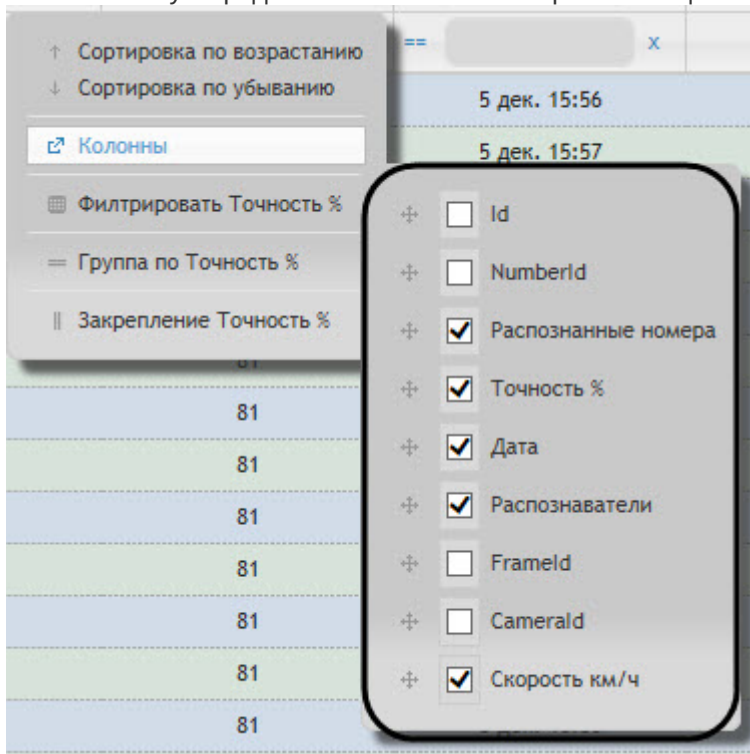 ↑ Сортировка по возрастанию
↓ Сортировка по убыванию
Колонны
Филтрировать Точность %
Группа по Точность %
Закрепление Точность %
== x
5 дек. 15:56
5 дек. 15:57
Id
NumberId
Распознанные номера
Точность %
Дата
Распознаватели
FrameId
CameraId
Скорость км/ч
81
81
81
81
81
81
81